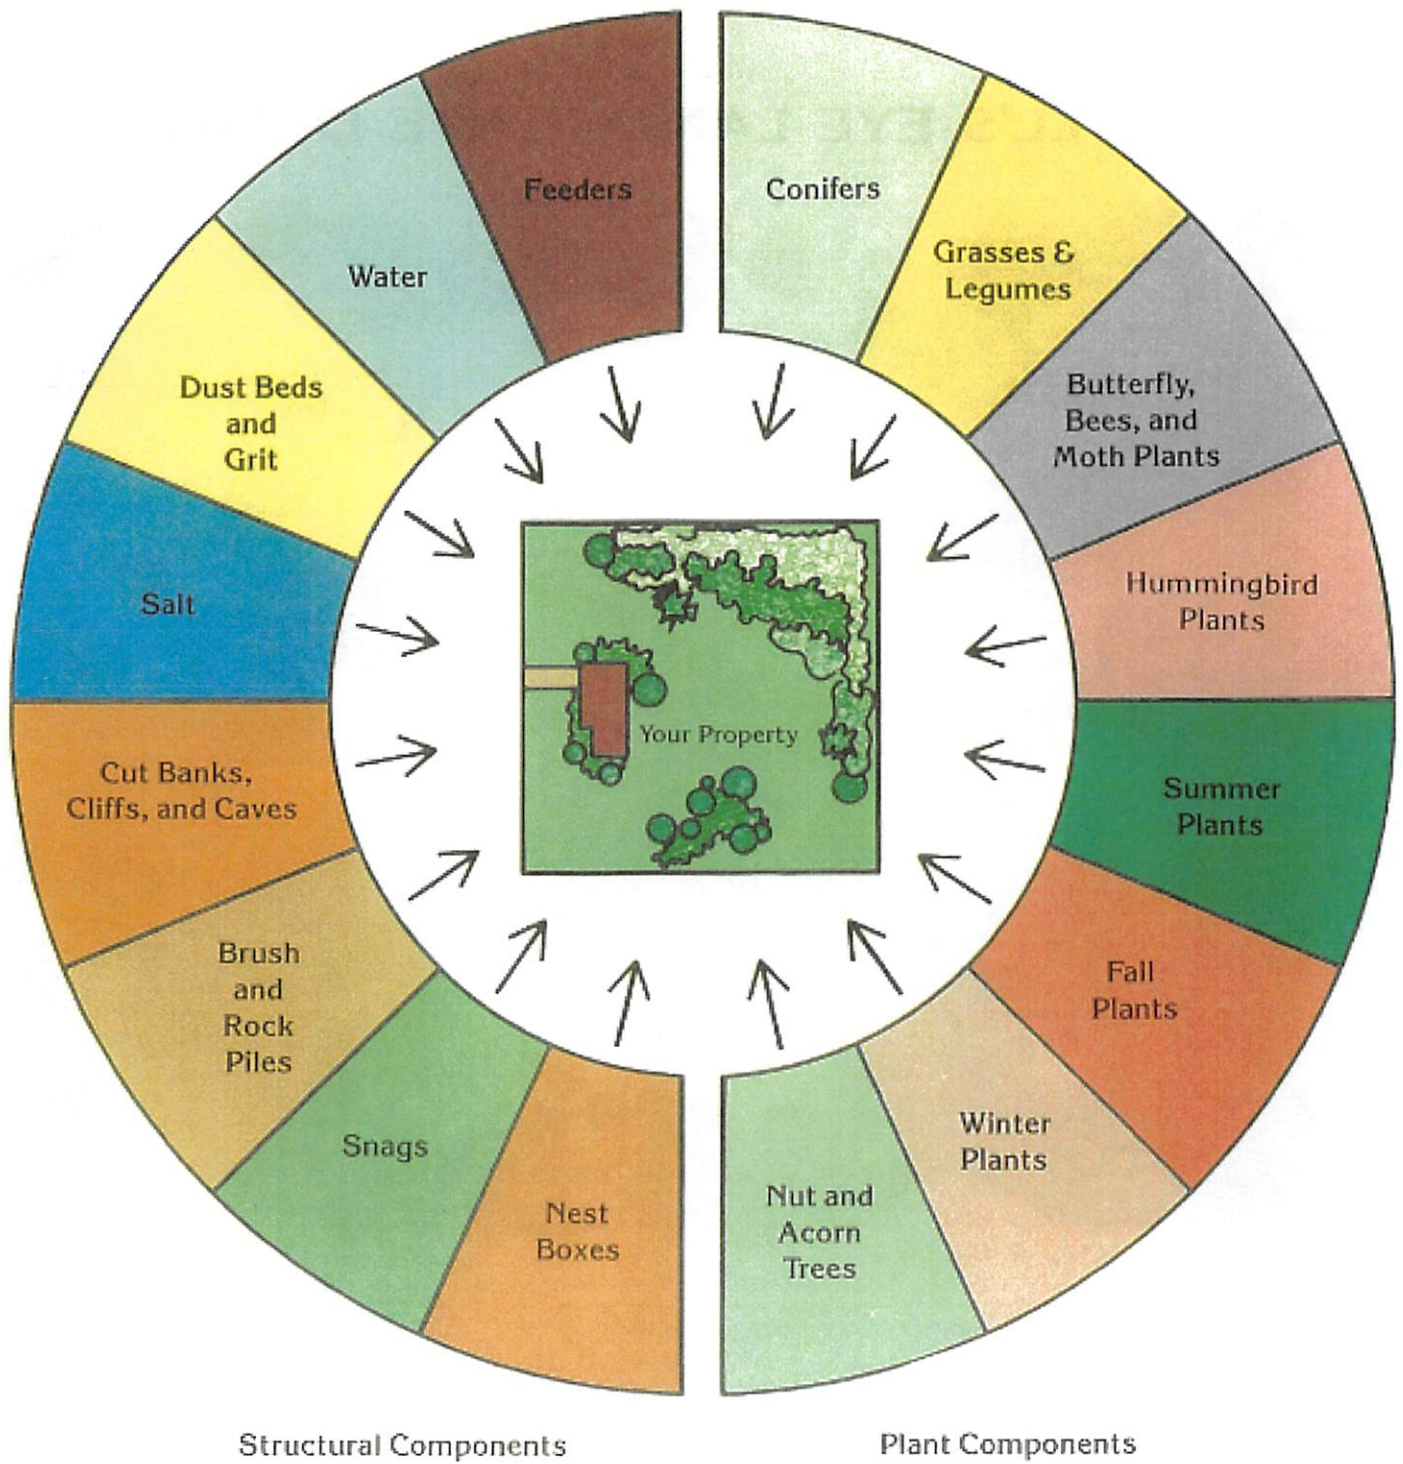 Feeders
Water
Dust Beds
and
Grit
Salt
Cut Banks,
Cliffs, and Caves
Brush
and
Rock
Piles
Snags
Nest
Boxes
Conifers
Grasses &
Legumes
Butterfly,
Bees, and
Moth Plants
Hummingbird
Plants
Summer
Plants
Fall
Plants
Winter
Plants
Nut and
Acorn
Trees
Your Property
Structural Components
Plant Components